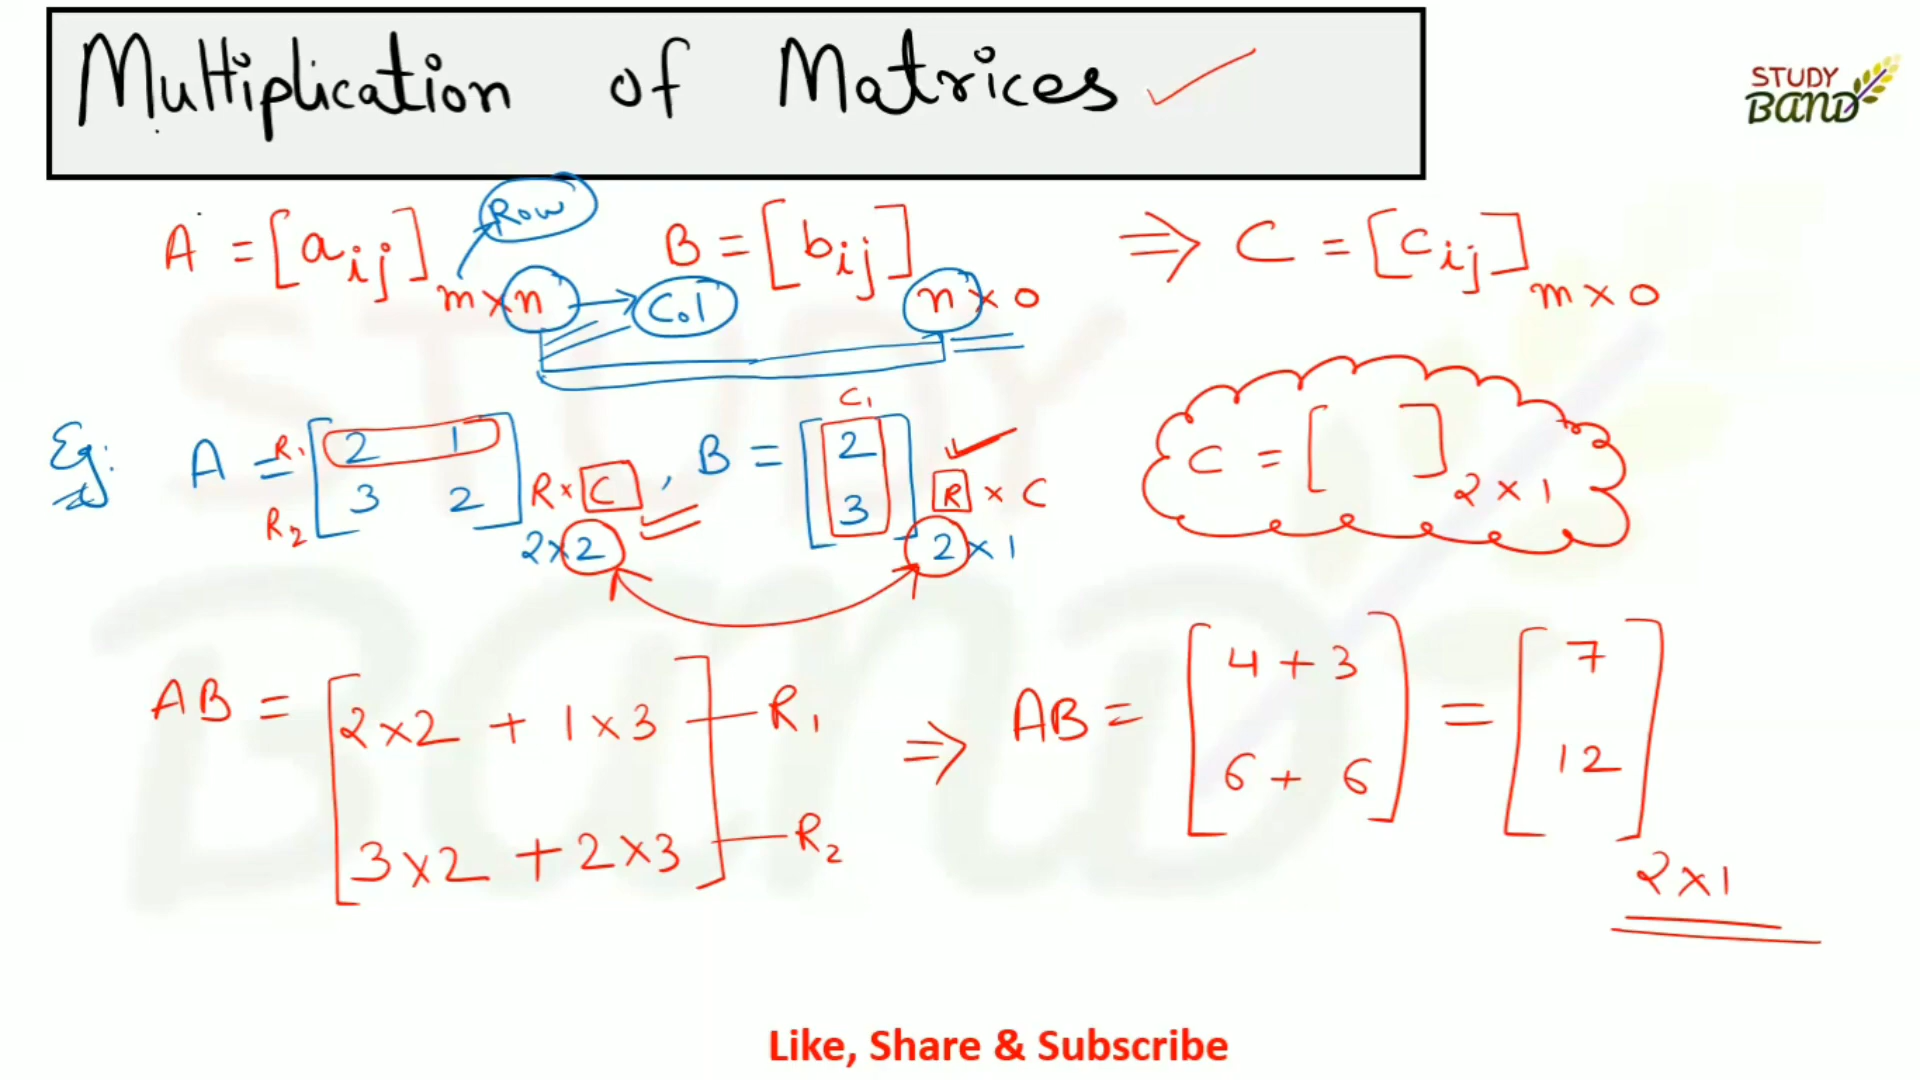 Multiplication of Matrices
STUDY
BAND
Row
A = [aij] m×n
Col
B = [bij] n×o
⇒ C = [cij] m×o
Eg:
A = R₁ [2 1
R₂ 3 2] R×C
2×2
, B = C₁ [2
3] R×C
2×1
C = [ ] 2×1
AB = [2×2 + 1×3 — R₁
3×2 + 2×3] — R₂
⇒ AB = [4+3
6+6]
= [7
12] 2×1
STUDY
BAND
Like, Share & Subscribe